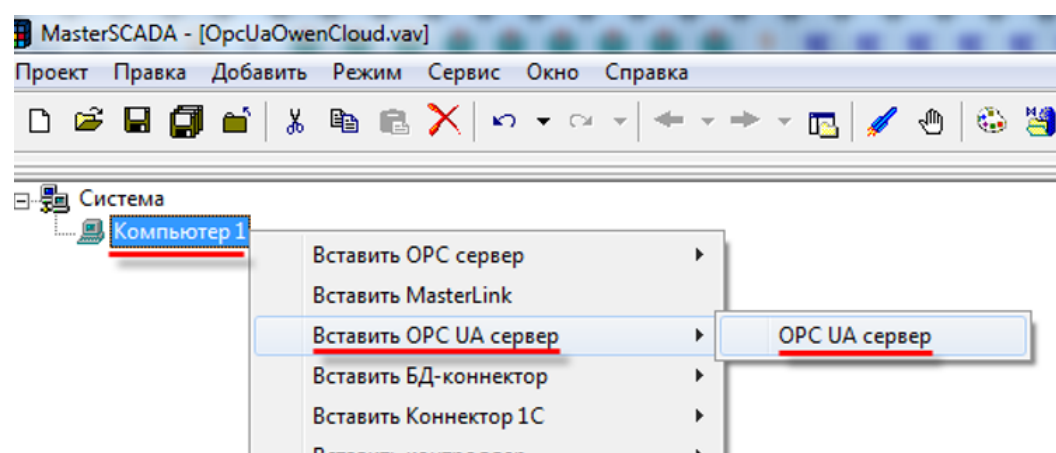 MasterSCADA - [OpcUaOwenCloud.vav]
Проект Правка Добавить Режим Сервис Окно Справка
Система
Компьютер 1
Вставить OPC сервер
Вставить MasterLink
Вставить OPC UA сервер
OPC UA сервер
Вставить БД-коннектор
Вставить Коннектор 1С